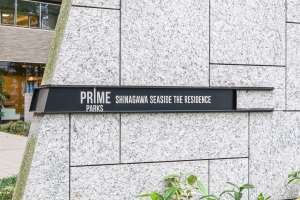 PRIME
PARKS
SHINAGAWA SEASIDE THE RESIDENCE